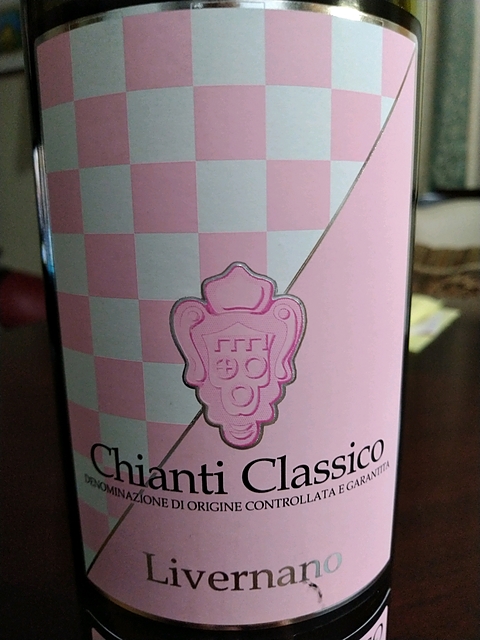 Chianti Classico
DENOMINAZIONE DI ORIGINE CONTROLLATA E GARANTITA
Livernano